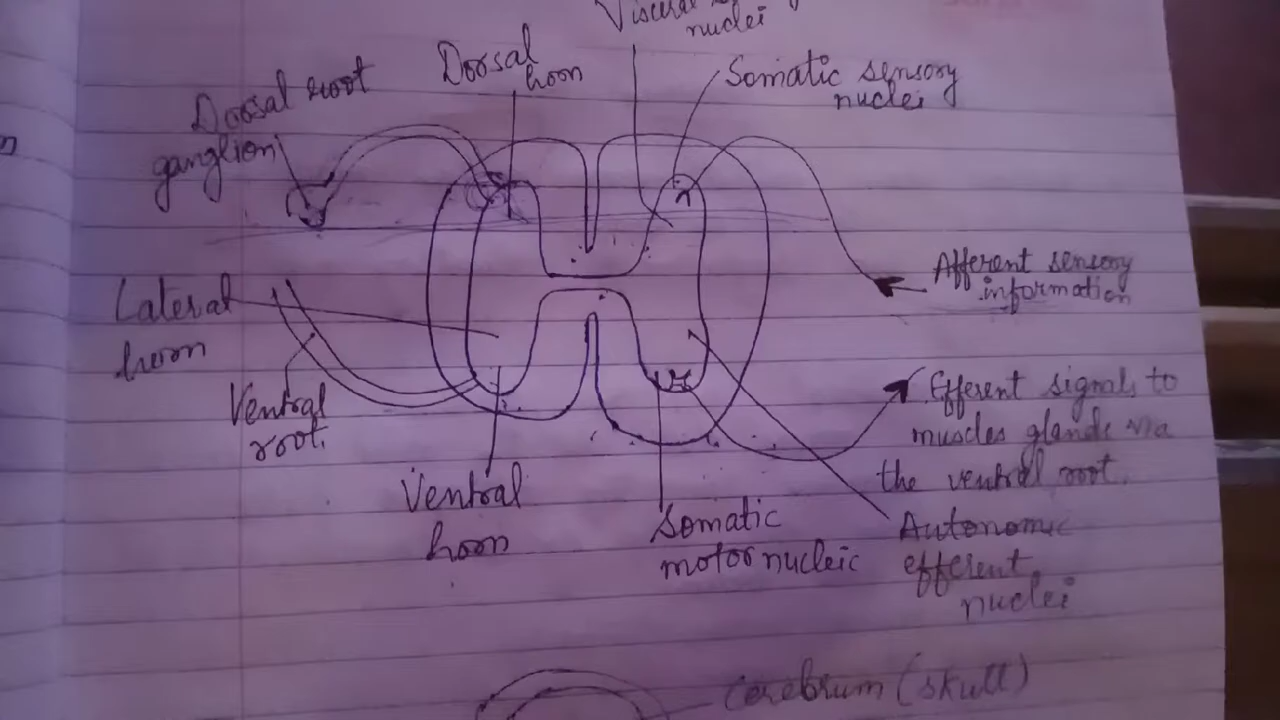 nuclei
Dorsal
horn
Somatic sensory
nuclei
Dorsal root
ganglion
Afferent sensory
information
Lateral
horn
Ventral
root.
Efferent signals to
muscles glands via
the ventral root.
Ventral
horn
Somatic
motor nucleic
Autonomic
efferent
nuclei
Cerebrum (skull)